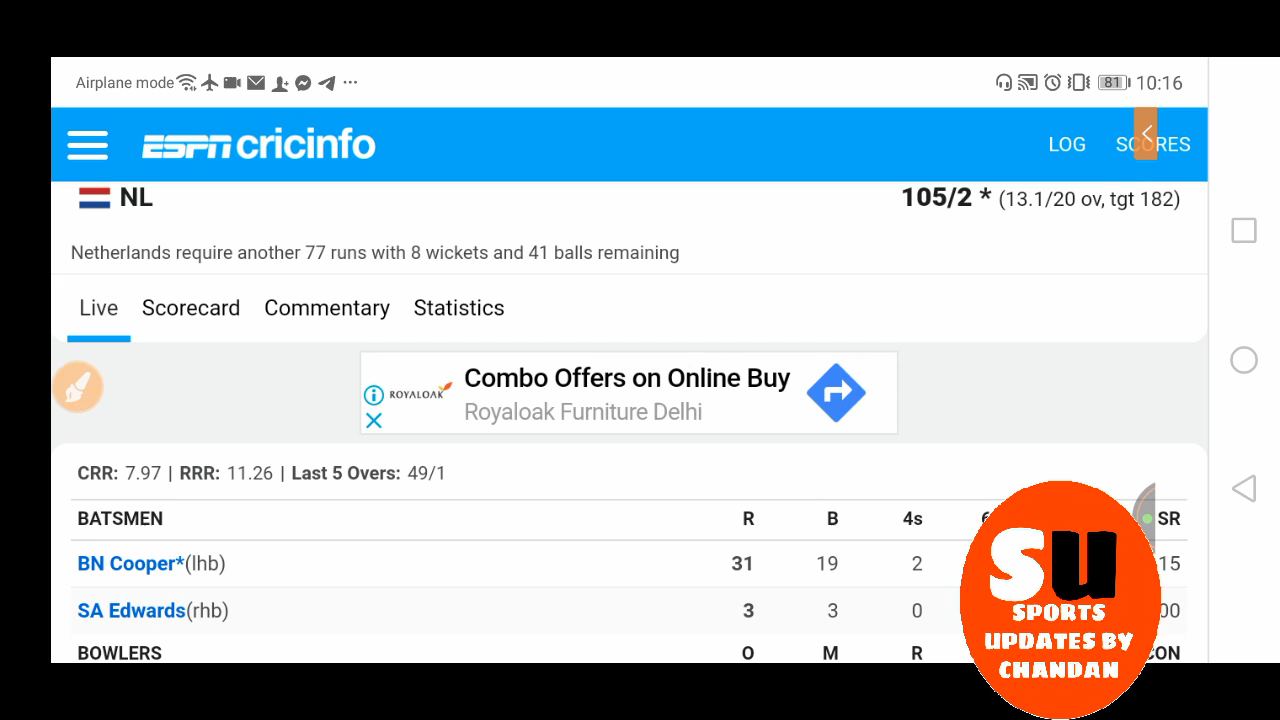 Airplane mode ... 81 10:16
ESPN cricinfo LOG SCORES
NL 105/2 * (13.1/20 ov, tgt 182)
Netherlands require another 77 runs with 8 wickets and 41 balls remaining
Live Scorecard Commentary Statistics
ROYALOAK Combo Offers on Online Buy
Royaloak Furniture Delhi
CRR: 7.97 | RRR: 11.26 | Last 5 Overs: 49/1
BATSMEN R B 4s SR
BN Cooper*(lhb) 31 19 2 15
SA Edwards(rhb) 3 3 0 00
BOWLERS O M R CON
SU
SPORTS
UPDATES BY
CHANDAN